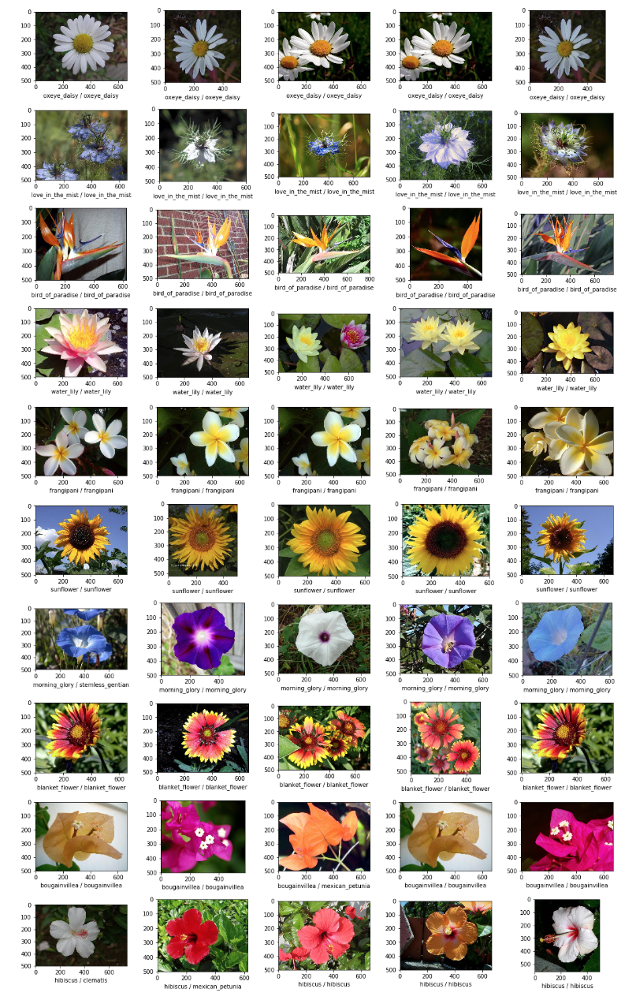 0 0 0 0 0
100 100 100 100 100
200 200 200 200 200
300 300 300 300 300
400 400 400 400 400
500 500 500 500 500
0 200 400 600 0 200 400 0 200 400 600 0 200 400 600 0 200 400
oxeye_daisy / oxeye_daisy oxeye_daisy / oxeye_daisy oxeye_daisy / oxeye_daisy oxeye_daisy / oxeye_daisy oxeye_daisy / oxeye_daisy
0 0 0 0 0
100 100 100 100 100
200 200 200 200 200
300 300 300 300 300
400 400 400 400 400
500 500 500 500 500
0 200 400 600 0 200 400 600 0 200 400 600 0 200 400 600 0 200 400 600
love_in_the_mist / love_in_the_mist love_in_the_mist / love_in_the_mist love_in_the_mist / love_in_the_mist love_in_the_mist / love_in_the_mist love_in_the_mist / love_in_the_mist
0 0 0 0 0
100 100 100 100 100
200 200 200 200 200
300 300 300 300 300
400 400 400 400 400
500 500 500 500 500
0 200 400 600 0 200 400 600 0 200 400 600 800 0 200 400 0 200 400 600
bird_of_paradise / bird_of_paradise bird_of_paradise / bird_of_paradise bird_of_paradise / bird_of_paradise bird_of_paradise / bird_of_paradise bird_of_paradise / bird_of_paradise
0 0 0 0 0
100 100 100 100 100
200 200 200 200 200
300 300 300 300 300
400 400 400 400 400
500 500 500 500 500
0 200 400 600 0 200 400 600 0 200 400 600 0 200 400 600 0 200 400 600
water_lily / water_lily water_lily / water_lily water_lily / water_lily water_lily / water_lily water_lily / water_lily
0 0 0 0 0
100 100 100 100 100
200 200 200 200 200
300 300 300 300 300
400 400 400 400 400
500 500 500 500 500
0 200 400 600 0 200 400 600 0 200 400 600 0 200 400 600 0 200 400 600
frangipani / frangipani frangipani / frangipani frangipani / frangipani frangipani / frangipani frangipani / frangipani
0 0 0 0 0
100 100 100 100 100
200 200 200 200 200
300 300 300 300 300
400 400 400 400 400
500 500 500 500 500
0 200 400 600 0 200 400 0 200 400 600 0 200 400 600 0 200 400 600
sunflower / sunflower sunflower / sunflower sunflower / sunflower sunflower / sunflower sunflower / sunflower
0 0 0 0 0
100 100 100 100 100
200 200 200 200 200
300 300 300 300 300
400 400 400 400 400
500 500 500 500 500
0 200 400 600 0 200 400 0 200 400 600 0 200 400 600 0 200 400 600
morning_glory / stemless_gentian morning_glory / morning_glory morning_glory / morning_glory morning_glory / morning_glory morning_glory / morning_glory
0 0 0 0 0
100 100 100 100 100
200 200 200 200 200
300 300 300 300 300
400 400 400 400 400
500 500 500 500 500
0 200 400 600 0 200 400 600 0 200 400 600 0 200 400 0 200 400 600
blanket_flower / blanket_flower blanket_flower / blanket_flower blanket_flower / blanket_flower blanket_flower / blanket_flower blanket_flower / blanket_flower
0 0 0 0 0
100 100 100 100 100
200 200 200 200 200
300 300 300 300 300
400 400 400 400 400
500 500 500 500 500
0 200 400 600 0 200 400 0 200 400 600 0 200 400 600 0 200 400 600
bougainvillea / bougainvillea bougainvillea / bougainvillea bougainvillea / mexican_petunia bougainvillea / bougainvillea bougainvillea / bougainvillea
0 0 0 0 0
100 100 100 100 100
200 200 200 200 200
300 300 300 300 300
400 400 400 400 400
500 500 500 500 500
0 200 400 600 0 200 400 600 0 200 400 600 0 200 400 600 0 200 400
hibiscus / clematis hibiscus / mexican_petunia hibiscus / hibiscus hibiscus / hibiscus hibiscus / hibiscus